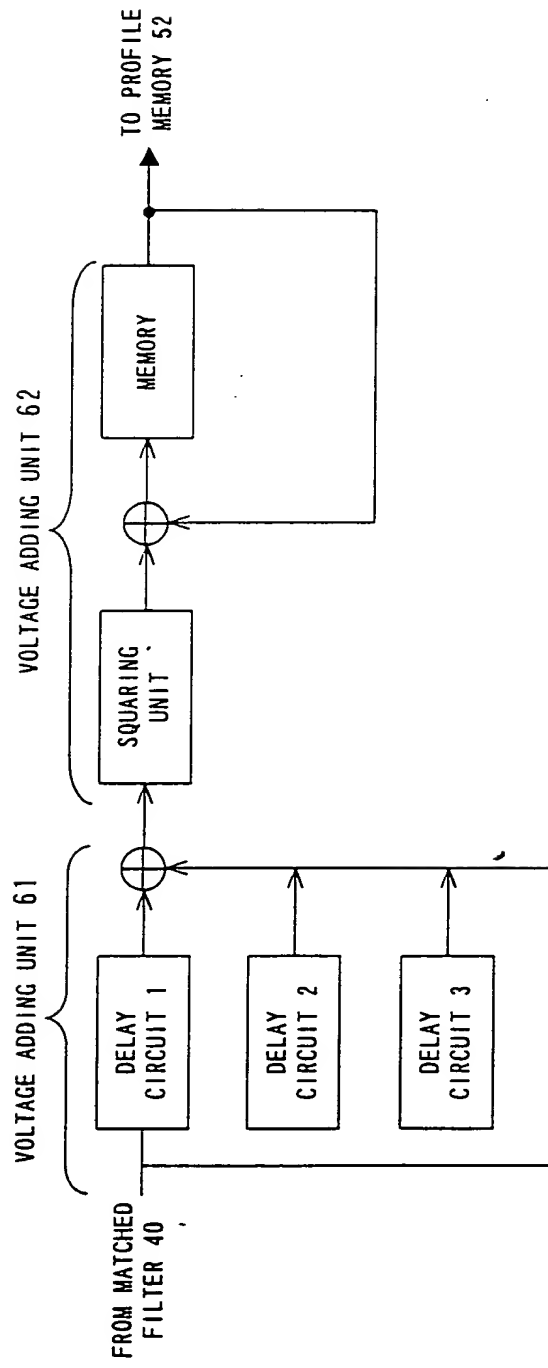 VOLTAGE ADDING UNIT 61
VOLTAGE ADDING UNIT 62
FROM MATCHED
FILTER 40
DELAY
CIRCUIT 1
DELAY
CIRCUIT 2
DELAY
CIRCUIT 3
SQUARING
UNIT
MEMORY
TO PROFILE
MEMORY 52